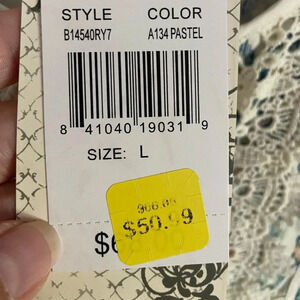 STYLE COLOR
B14540RY7 A134 PASTEL
8 41040 19031 9
SIZE: L
$50.99